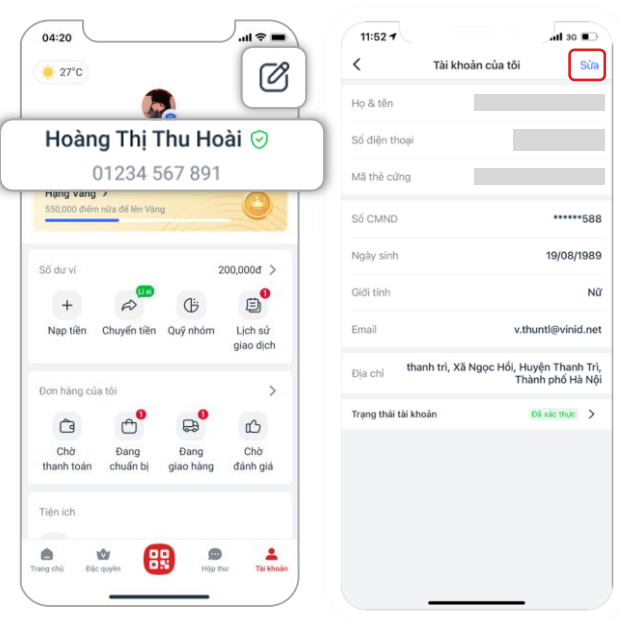 04:20
27°C
Hoàng Thị Thu Hoài
01234 567 891
Hạng Vàng >
550,000 điểm nữa để lên Vàng
Số dư ví
200,000đ >
Lì xì
1
Nạp tiền
Chuyển tiền
Quỹ nhóm
Lịch sử
giao dịch
Đơn hàng của tôi
1
1
Chờ
thanh toán
Đang
chuẩn bị
Đang
giao hàng
Chờ
đánh giá
Tiện ích
Trang chủ
Đặc quyền
Hộp thư
Tài khoản
11:52
3G
Tài khoản của tôi
Sửa
Họ & tên
Số điện thoại
Mã thẻ cứng
Số CMND
******588
Ngày sinh
19/08/1989
Giới tính
Nữ
Email
v.thuntl@vinid.net
Địa chỉ
thanh trì, Xã Ngọc Hồi, Huyện Thanh Trì,
Thành phố Hà Nội
Trạng thái tài khoản
Đã xác thực